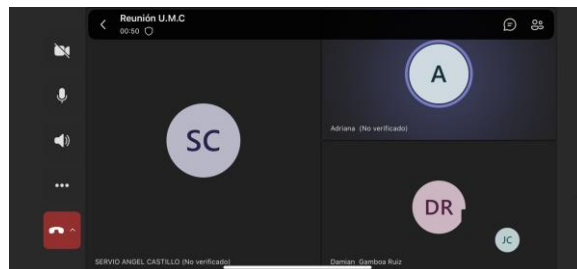 Reunión U.M.C
00:50
SC
SERVIO ANGEL CASTILLO (No verificado)
A
Adriana (No verificado)
DR
JC
Damian Gamboa Ruiz